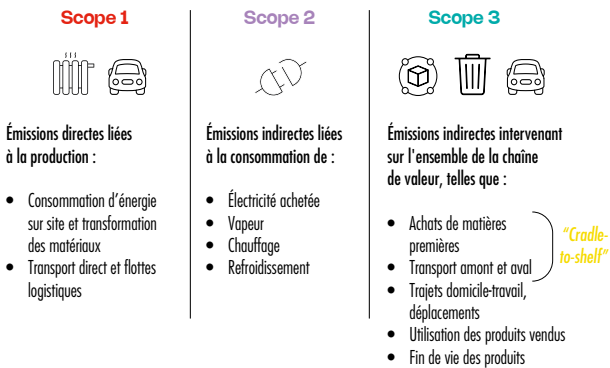 Scope 1
Émissions directes liées
à la production :
• Consommation d’énergie
sur site et transformation
des matériaux
• Transport direct et flottes
logistiques
Scope 2
Émissions indirectes liées
à la consommation de :
• Électricité achetée
• Vapeur
• Chauffage
• Refroidissement
Scope 3
Émissions indirectes intervenant
sur l'ensemble de la chaîne
de valeur, telles que :
• Achats de matières
premières
• Transport amont et aval
• Trajets domicile-travail,
déplacements
• Utilisation des produits vendus
• Fin de vie des produits
“Cradle-
to-shelf”